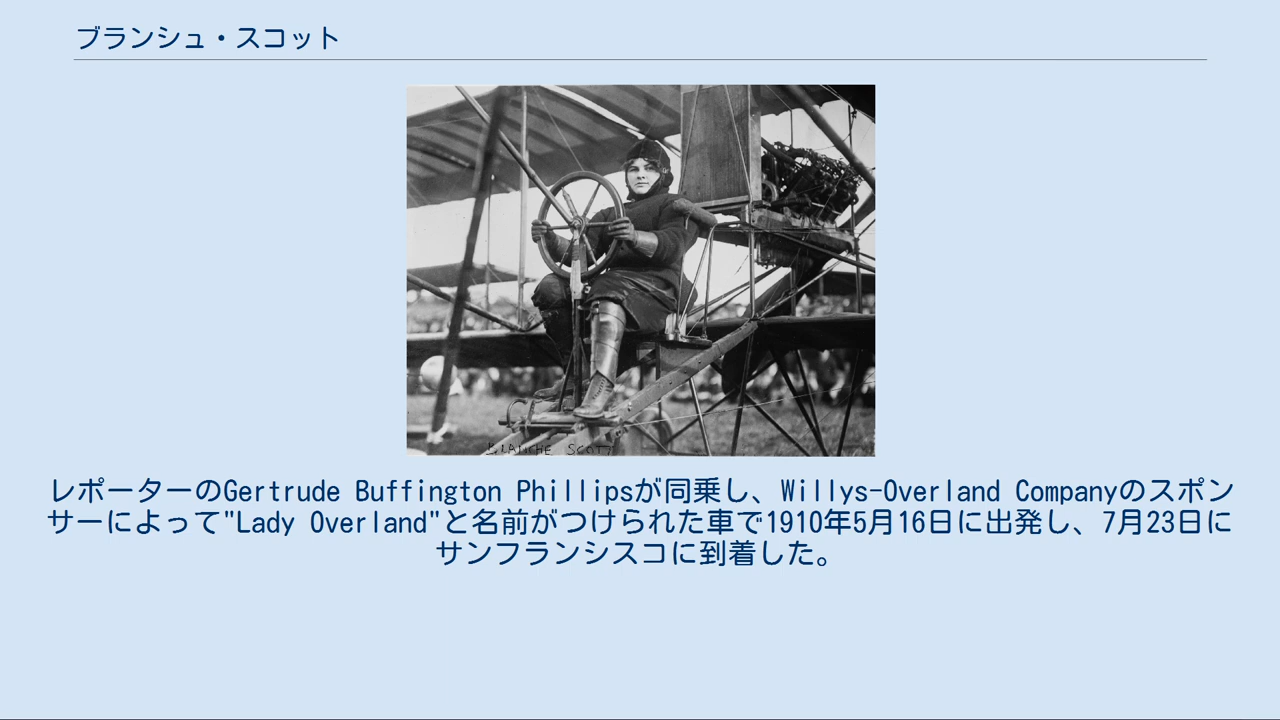 ブランシュ・スコット
BLANCHE SCOTT
レポーターのGertrude Buffington Phillipsが同乗し、Willys-Overland Companyのスポン
サーによって"Lady Overland"と名前がつけられた車で1910年5月16日に出発し、7月23日に
サンフランシスコに到着した。